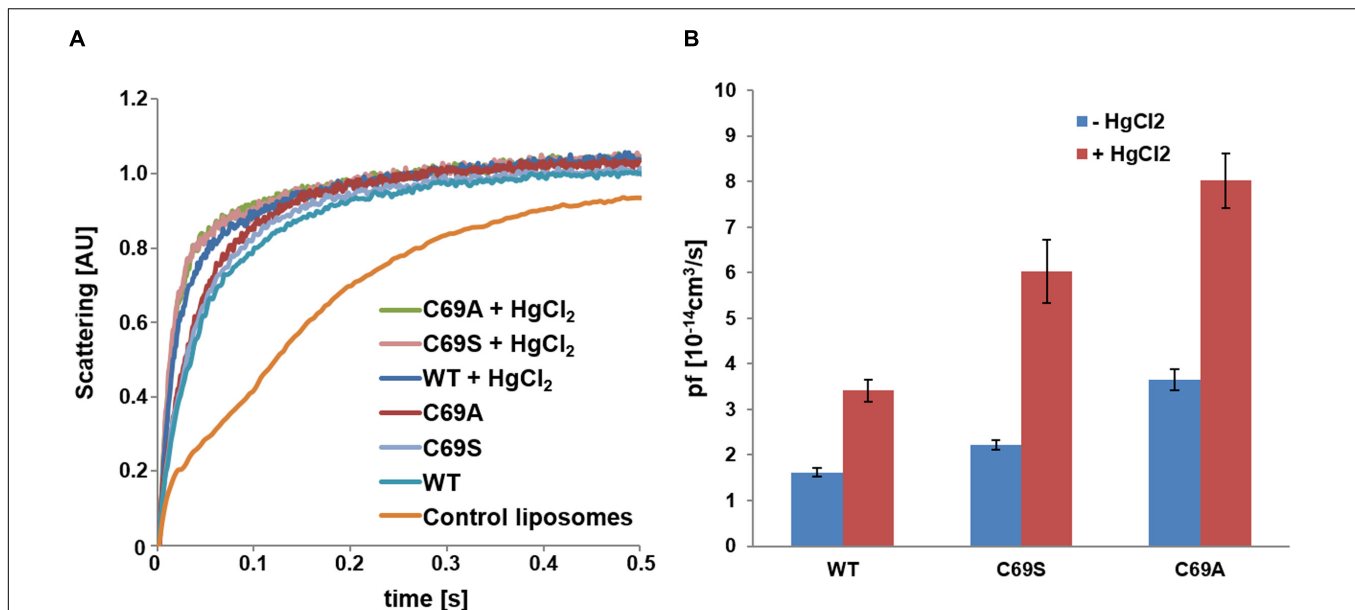 A
Scattering [AU]
1.2
1.0
0.8
0.6
0.4
0.2
0
0
0.1
0.2
0.3
0.4
0.5
time [s]
C69A + HgCl₂
C69S + HgCl₂
WT + HgCl₂
C69A
C69S
WT
Control liposomes
B
pf [10⁻¹⁴cm³/s]
10
9
8
7
6
5
4
3
2
1
0
- HgCl2
+ HgCl2
WT
C69S
C69A